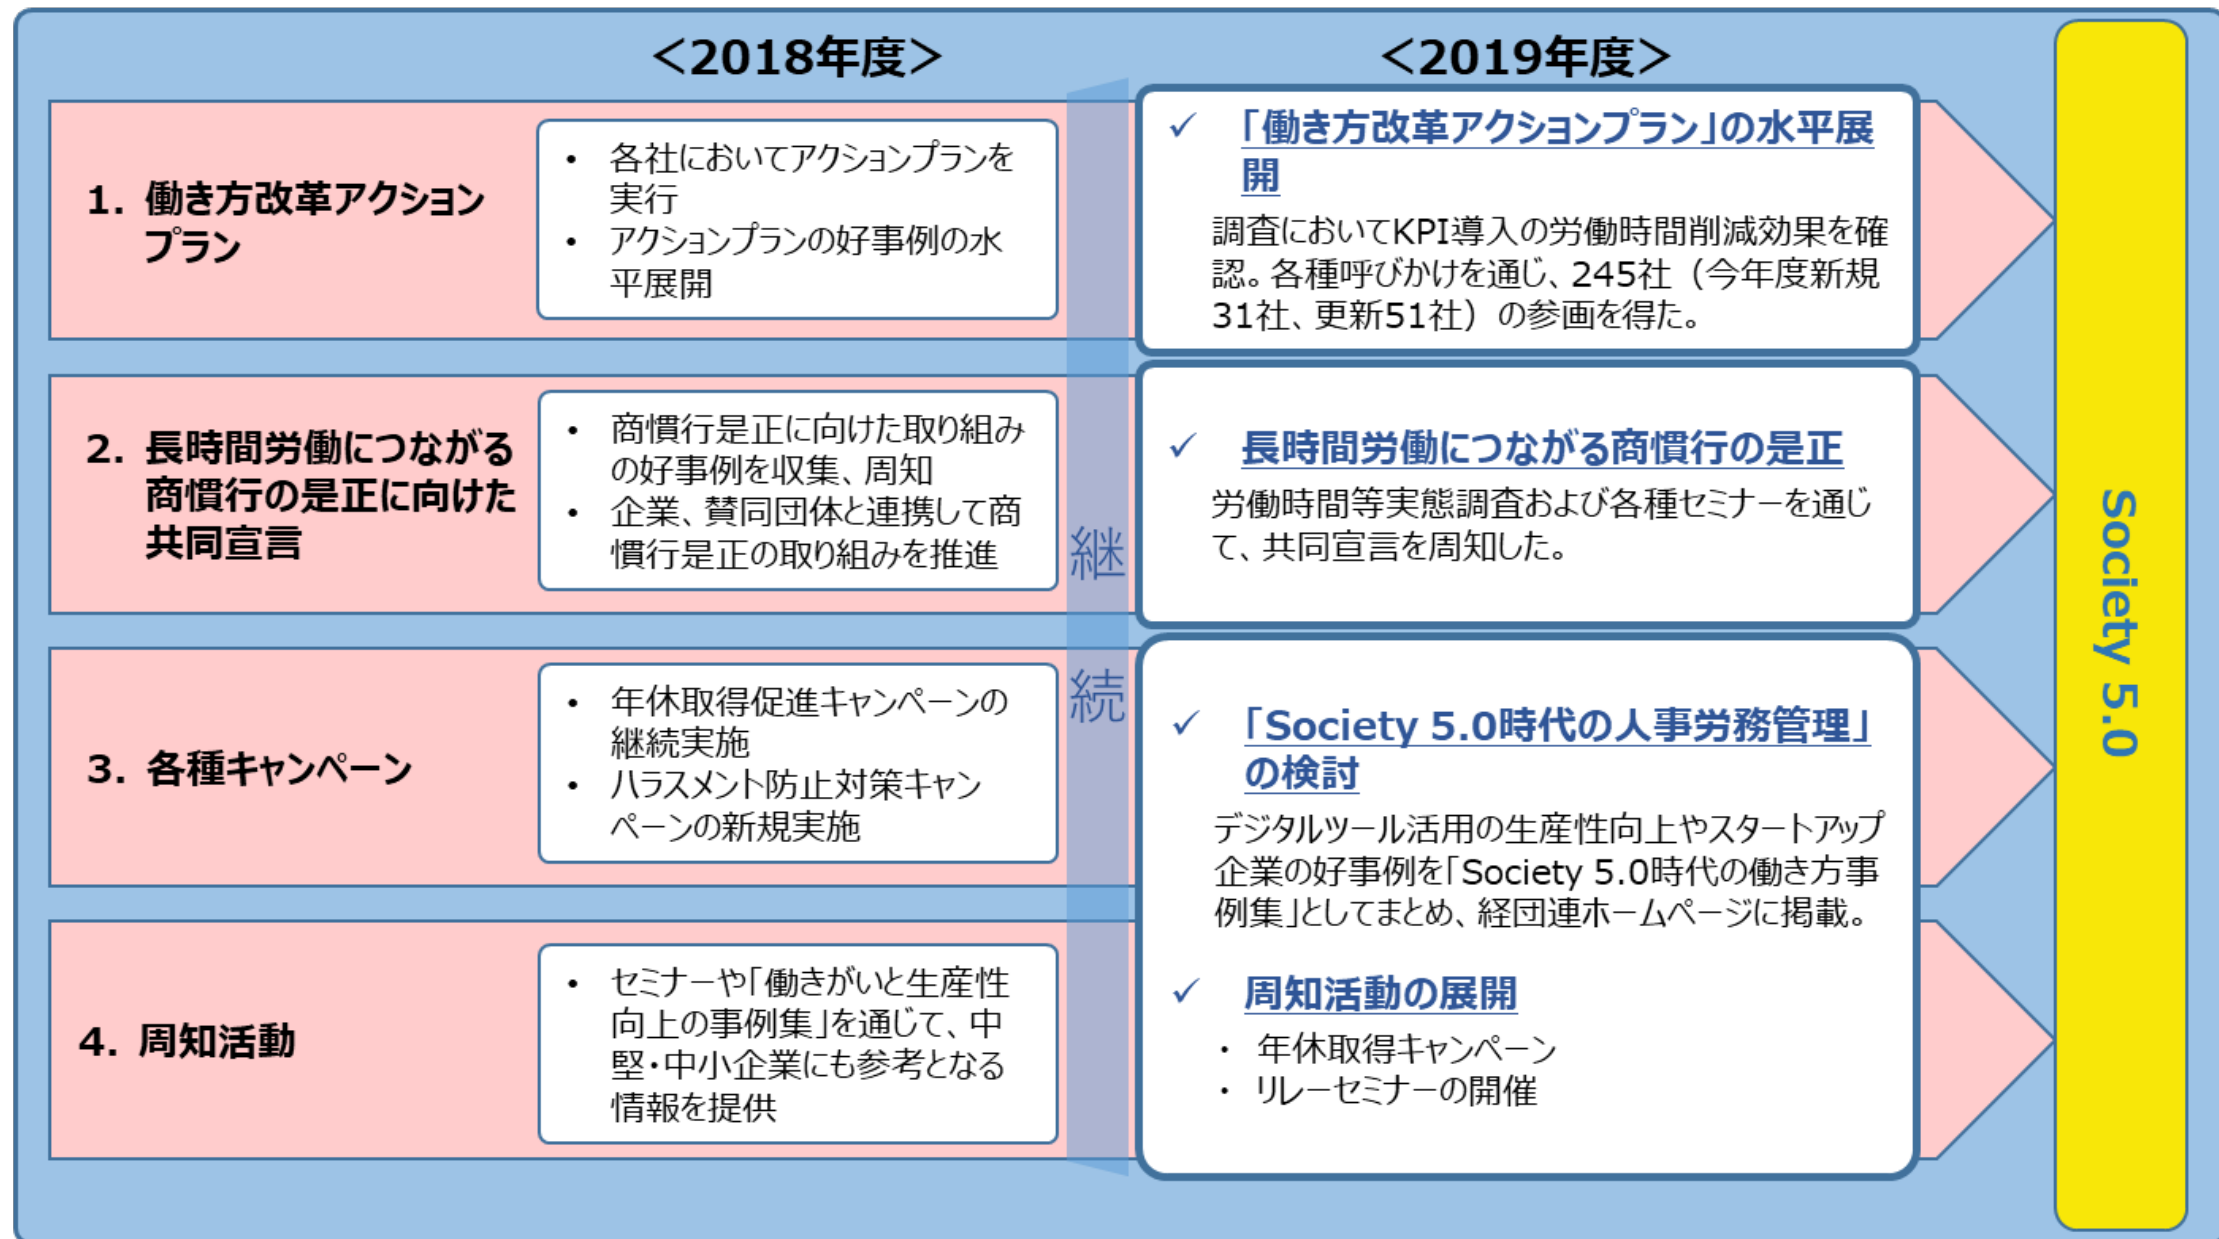 ＜2018年度＞
＜2019年度＞
1. 働き方改革アクション
プラン
• 各社においてアクションプランを
実行
• アクションプランの好事例の水
平展開
✓ 「働き方改革アクションプラン」の水平展
開
調査においてKPI導入の労働時間削減効果を確
認。各種呼びかけを通じ、245社（今年度新規
31社、更新51社）の参画を得た。
2. 長時間労働につながる
商慣行の是正に向けた
共同宣言
• 商慣行是正に向けた取り組み
の好事例を収集、周知
• 企業、賛同団体と連携して商
慣行是正の取り組みを推進
✓ 長時間労働につながる商慣行の是正
労働時間等実態調査および各種セミナーを通じ
て、共同宣言を周知した。
継
続
3. 各種キャンペーン
• 年休取得促進キャンペーンの
継続実施
• ハラスメント防止対策キャン
ペーンの新規実施
✓ 「Society 5.0時代の人事労務管理」
の検討
デジタルツール活用の生産性向上やスタートアップ
企業の好事例を「Society 5.0時代の働き方事
例集」としてまとめ、経団連ホームページに掲載。
4. 周知活動
• セミナーや「働きがいと生産性
向上の事例集」を通じて、中
堅・中小企業にも参考となる
情報を提供
✓ 周知活動の展開
・ 年休取得キャンペーン
・ リレーセミナーの開催
Society 5.0